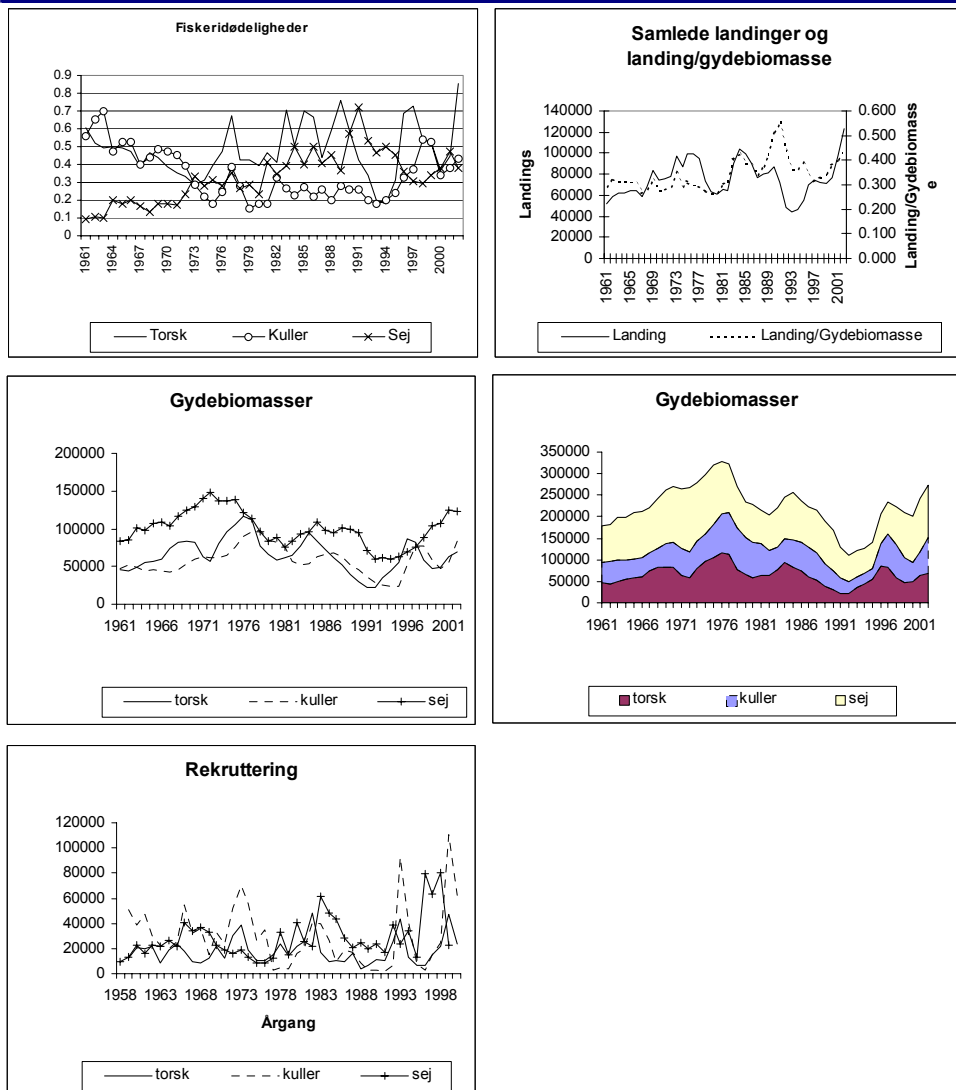 Fiskeridødeligheder
0.9
0.8
0.7
0.6
0.5
0.4
0.3
0.2
0.1
0
1961 1964 1967 1970 1973 1976 1979 1982 1985 1988 1991 1994 1997 2000
Torsk Kuller Sej
Samlede landinger og
landing/gydebiomasse
Landings
140000
120000
100000
80000
60000
40000
20000
0
0.600
0.500
0.400
0.300
0.200
0.100
0.000
Landing/Gydebiomass
e
1961 1965 1969 1973 1977 1981 1985 1989 1993 1997 2001
Landing Landing/Gydebiomasse
Gydebiomasser
200000
150000
100000
50000
0
1961 1966 1971 1976 1981 1986 1991 1996 2001
torsk kuller sej
Gydebiomasser
350000
300000
250000
200000
150000
100000
50000
0
1961 1966 1971 1976 1981 1986 1991 1996 2001
torsk kuller sej
Rekruttering
120000
100000
80000
60000
40000
20000
0
1958 1963 1968 1973 1978 1983 1988 1993 1998
Årgang
torsk kuller sej